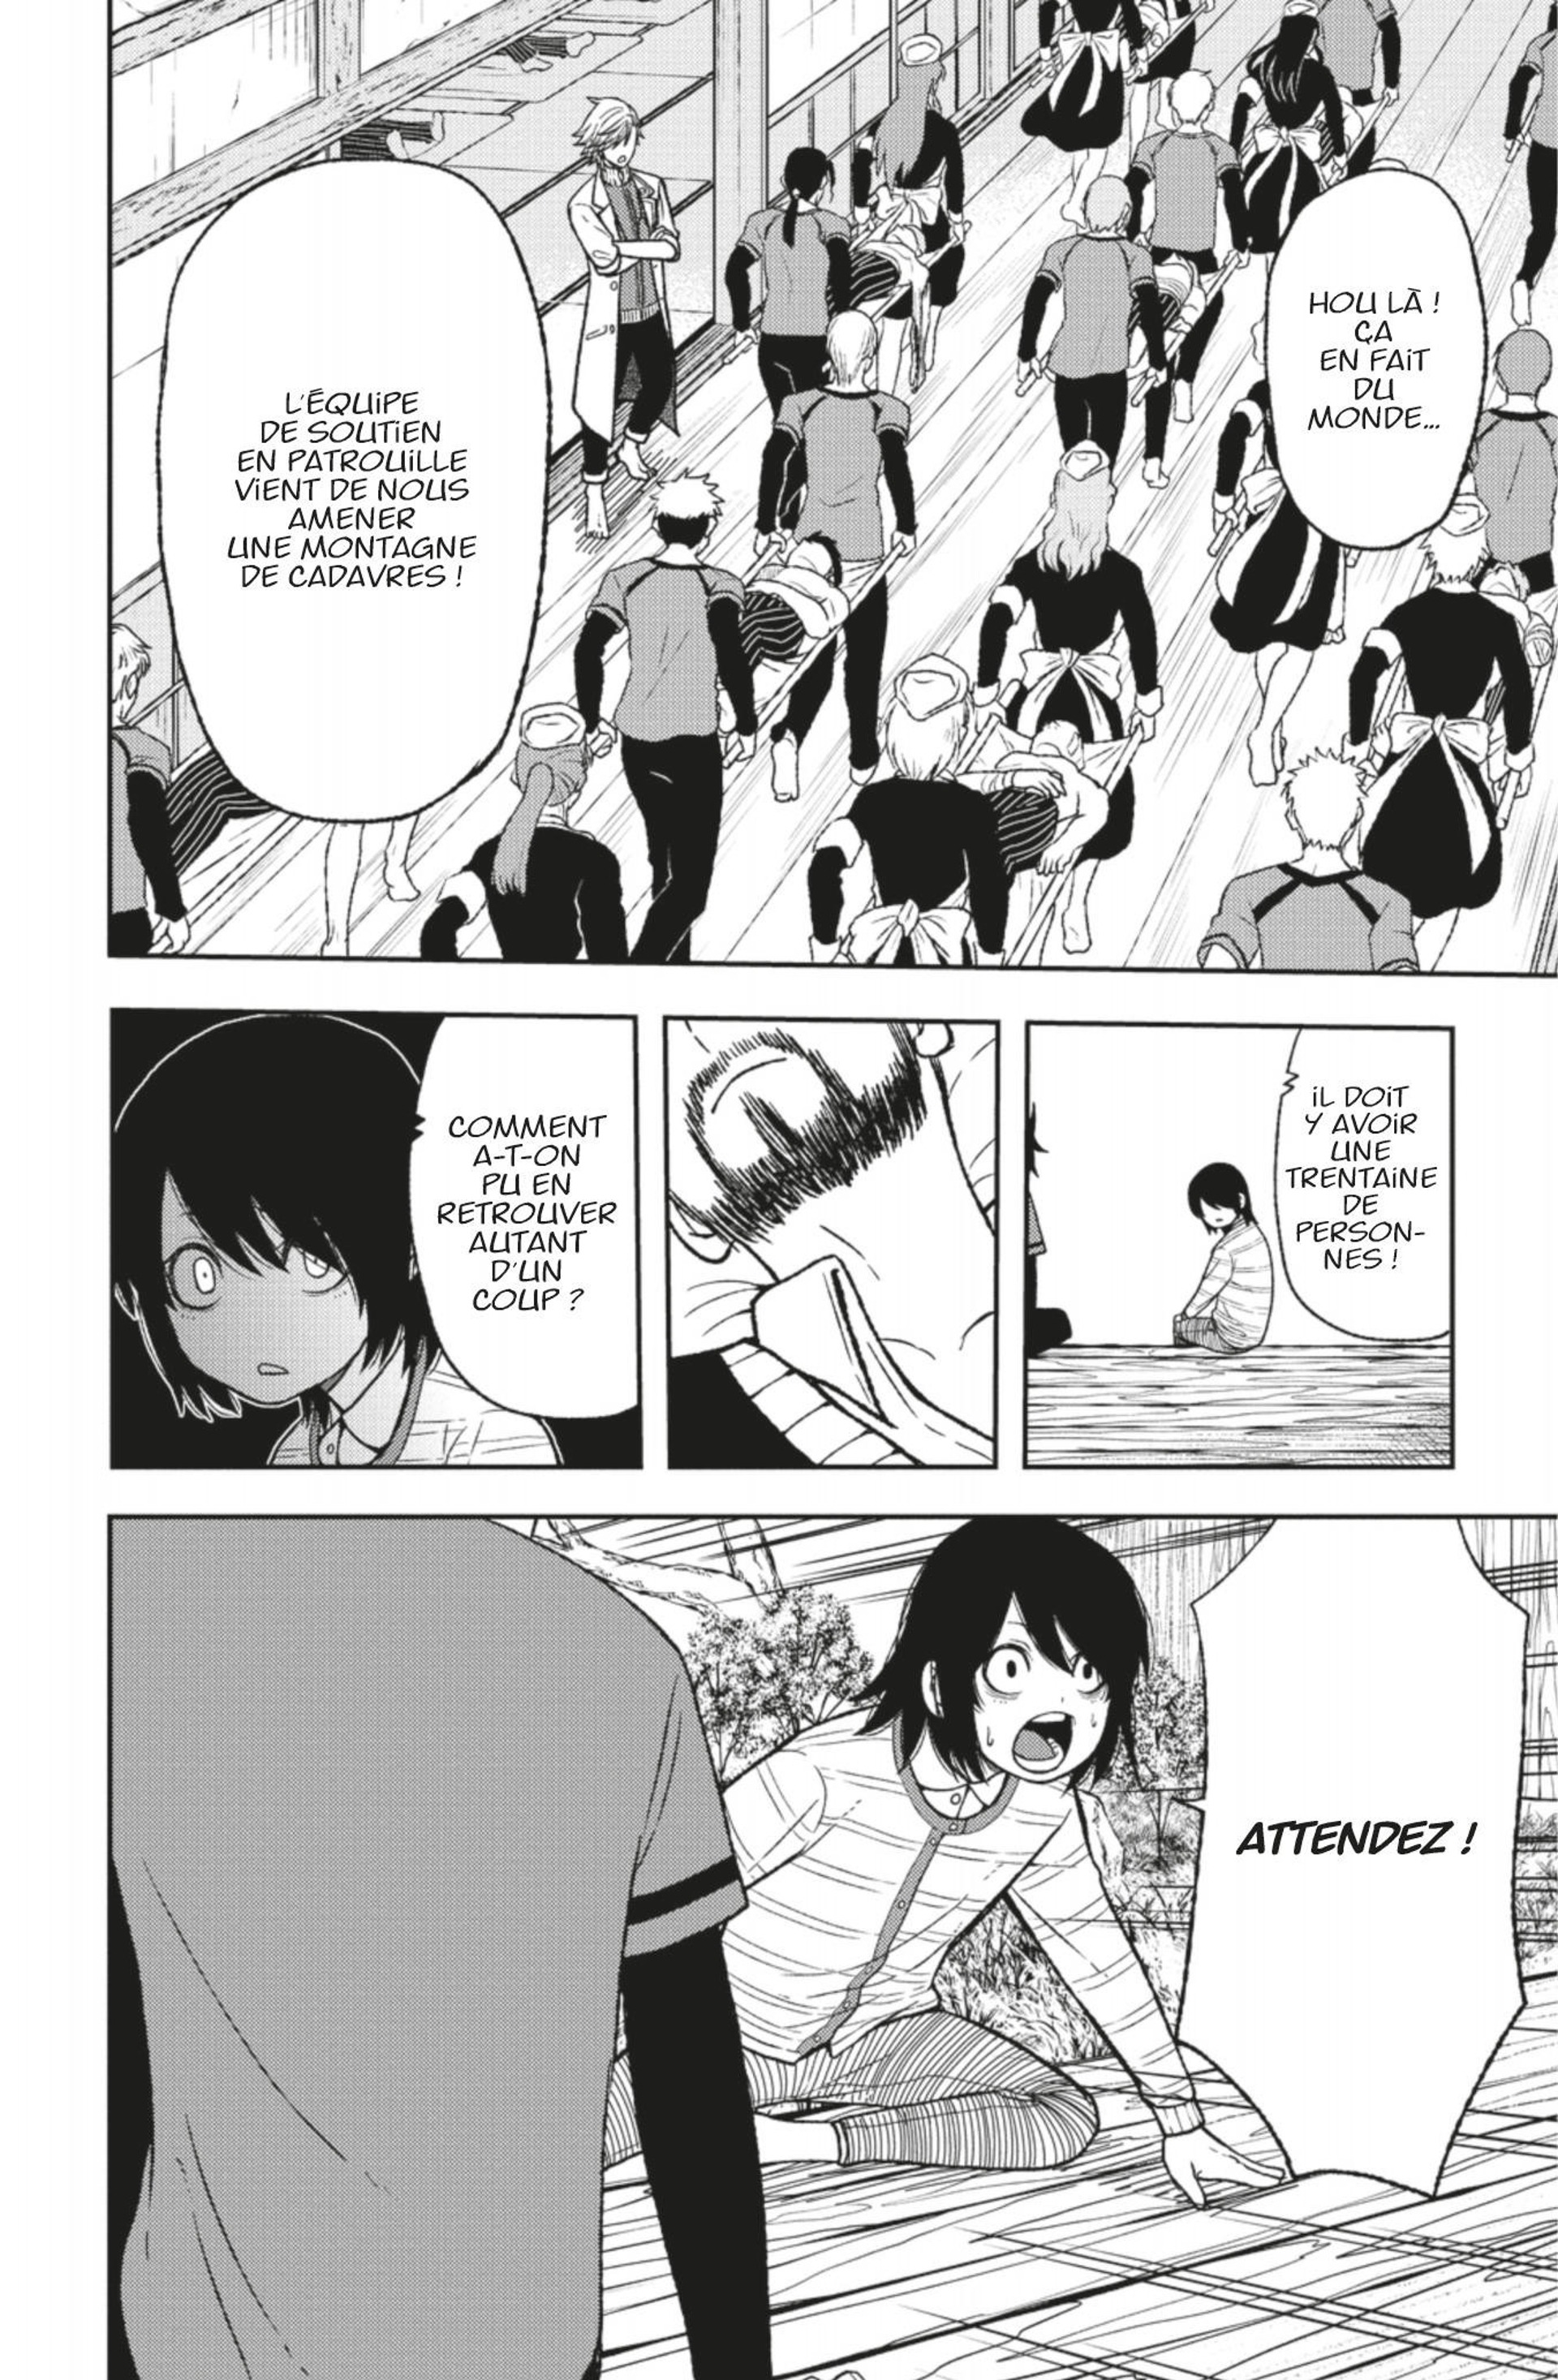 HOU LÀ !
ÇA
EN FAIT
DU
MONDE...
L'ÉQUIPE
DE SOUTIEN
EN PATROUILLE
VIENT DE NOUS
AMENER
UNE MONTAGNE
DE CADAVRES !
IL DOIT
Y AVOIR
UNE
TRENTAINE
DE
PERSON-
NES !
COMMENT
A-T-ON
PU EN
RETROUVER
AUTANT
D'UN
COUP ?
ATTENDEZ !